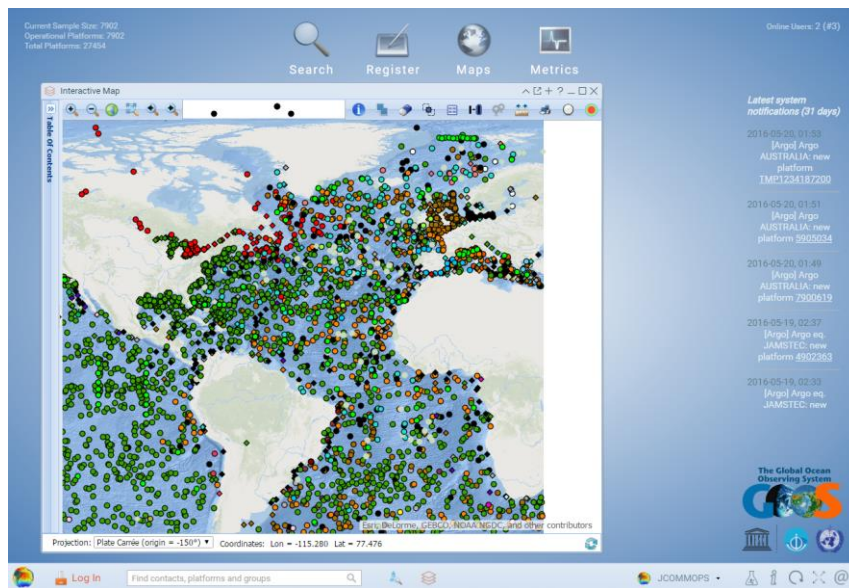 Current Sample Size: 7902
Operational Platforms: 7902
Total Platforms: 27454
Search
Register
Maps
Metrics
Online Users: 2 (#3)
Interactive Map
Table Of Contents
Esri, DeLorme, GEBCO, NOAA NGDC, and other contributors
Projection: Plate Carrée (origin = -150°) Coordinates: Lon = -115.280 Lat = 77.476
Latest system
notifications (31 days)
2016-05-20, 01:53
[Argo] Argo
AUSTRALIA: new
platform
TMP1234187200
2016-05-20, 01:51
[Argo] Argo
AUSTRALIA: new
platform 5905034
2016-05-20, 01:49
[Argo] Argo
AUSTRALIA: new
platform 7900619
2016-05-19, 02:37
[Argo] Argo eq.
JAMSTEC: new
platform 4902363
2016-05-19, 02:33
[Argo] Argo eq.
JAMSTEC: new
The Global Ocean
Observing System
GOOS
Log In
Find contacts, platforms and groups
JCOMMOPS